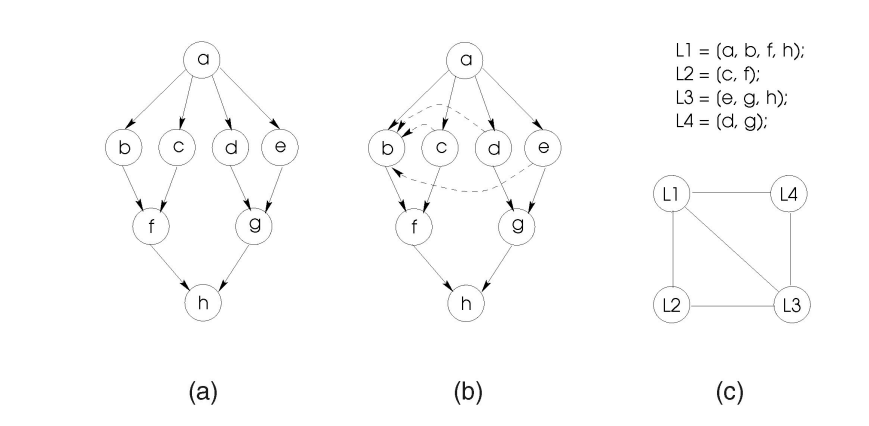 a
b c d e
f g
h
(a)
a
b c d e
f g
h
(b)
L1 = (a, b, f, h);
L2 = (c, f);
L3 = (e, g, h);
L4 = (d, g);
L1 L4
L2 L3
(c)